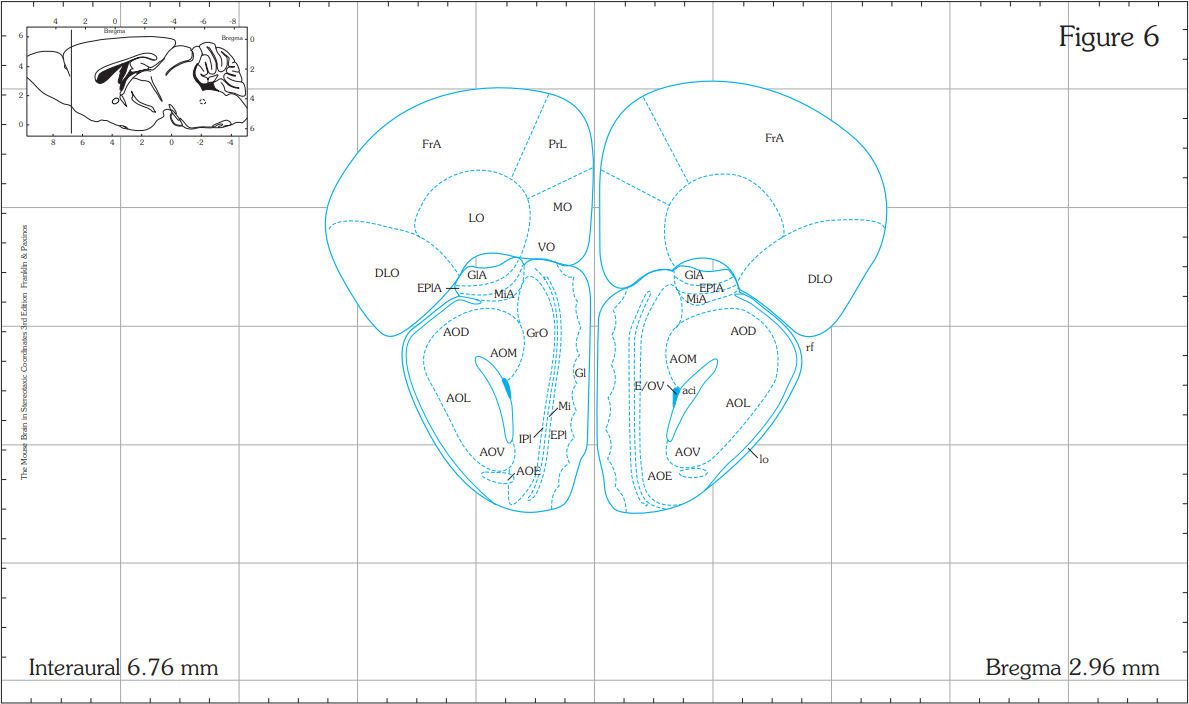 Figure 6
4 2 0 -2 -4 -6 -8
Bregma
Bregma
6
4
2
0
0
2
4
6
8 6 4 2 0 -2 -4
The Mouse Brain in Stereotaxic Coordinates 3rd Edition Franklin & Paxinos
FrA
PrL
FrA
LO
MO
VO
DLO
GlA
EPlA
MiA
GlA
EPlA
MiA
DLO
AOD
GrO
AOM
Gl
AOL
Mi
IPl
EPl
AOV
AOE
AOD
rf
AOM
E/OV
aci
AOL
AOV
lo
AOE
Interaural 6.76 mm
Bregma 2.96 mm